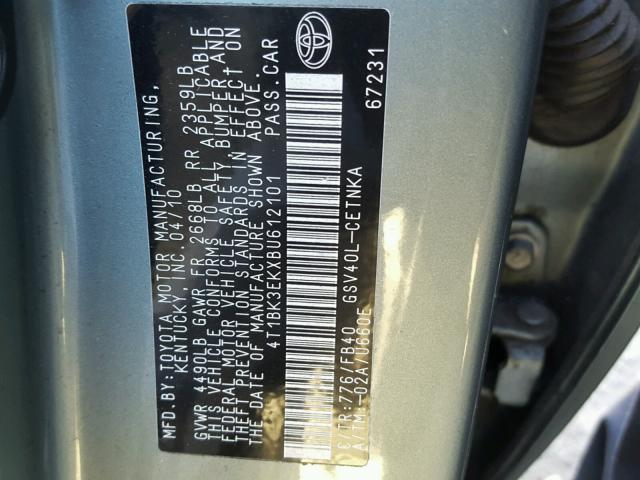 MFD. BY:TOYOTA MOTOR MANUFACTURING,
KENTUCKY, INC. 04/10
GVWR 4490LB GAWR FR 2668LB RR 2359LB
THIS VEHICLE CONFORMS TO ALL APPLICABLE
FEDERAL MOTOR VEHICLE SAFETY, BUMPER, AND
THEFT PREVENTION STANDARDS IN EFFECT ON
THE DATE OF MANUFACTURE SHOWN ABOVE.
4T1BK3EKXBU612101 PASS.CAR
C/TR:776/FB40
A/TM:-02A/U660E GSV40L-CETNKA
67231